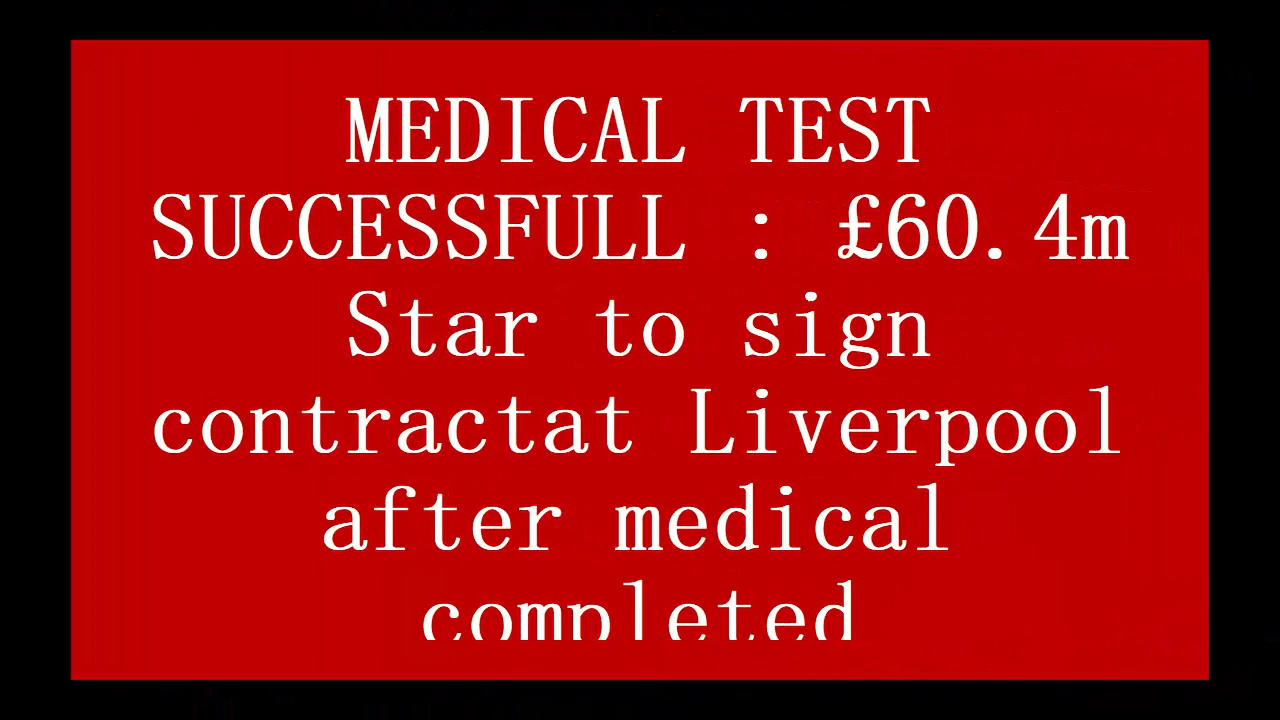 MEDICAL TEST
SUCCESSFULL : £60.4m
Star to sign
contractat Liverpool
after medical
completed